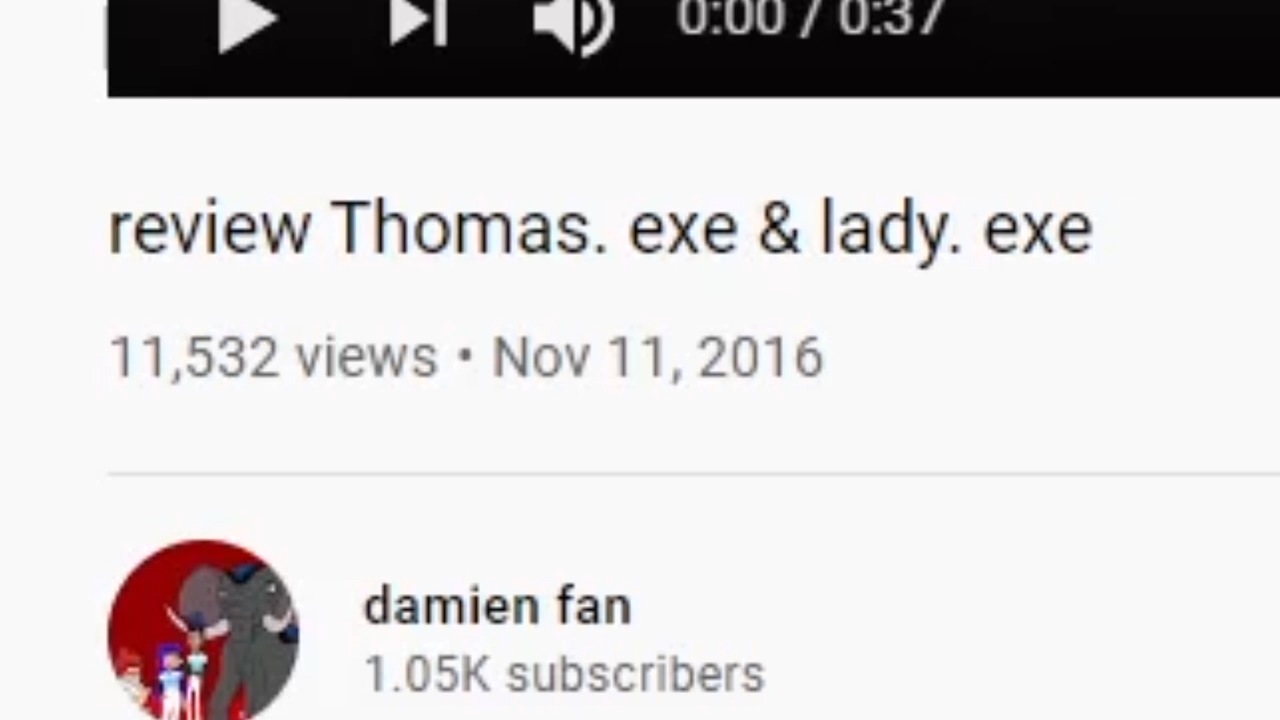 0:00 / 0:37
review Thomas. exe & lady. exe
11,532 views • Nov 11, 2016
damien fan
1.05K subscribers